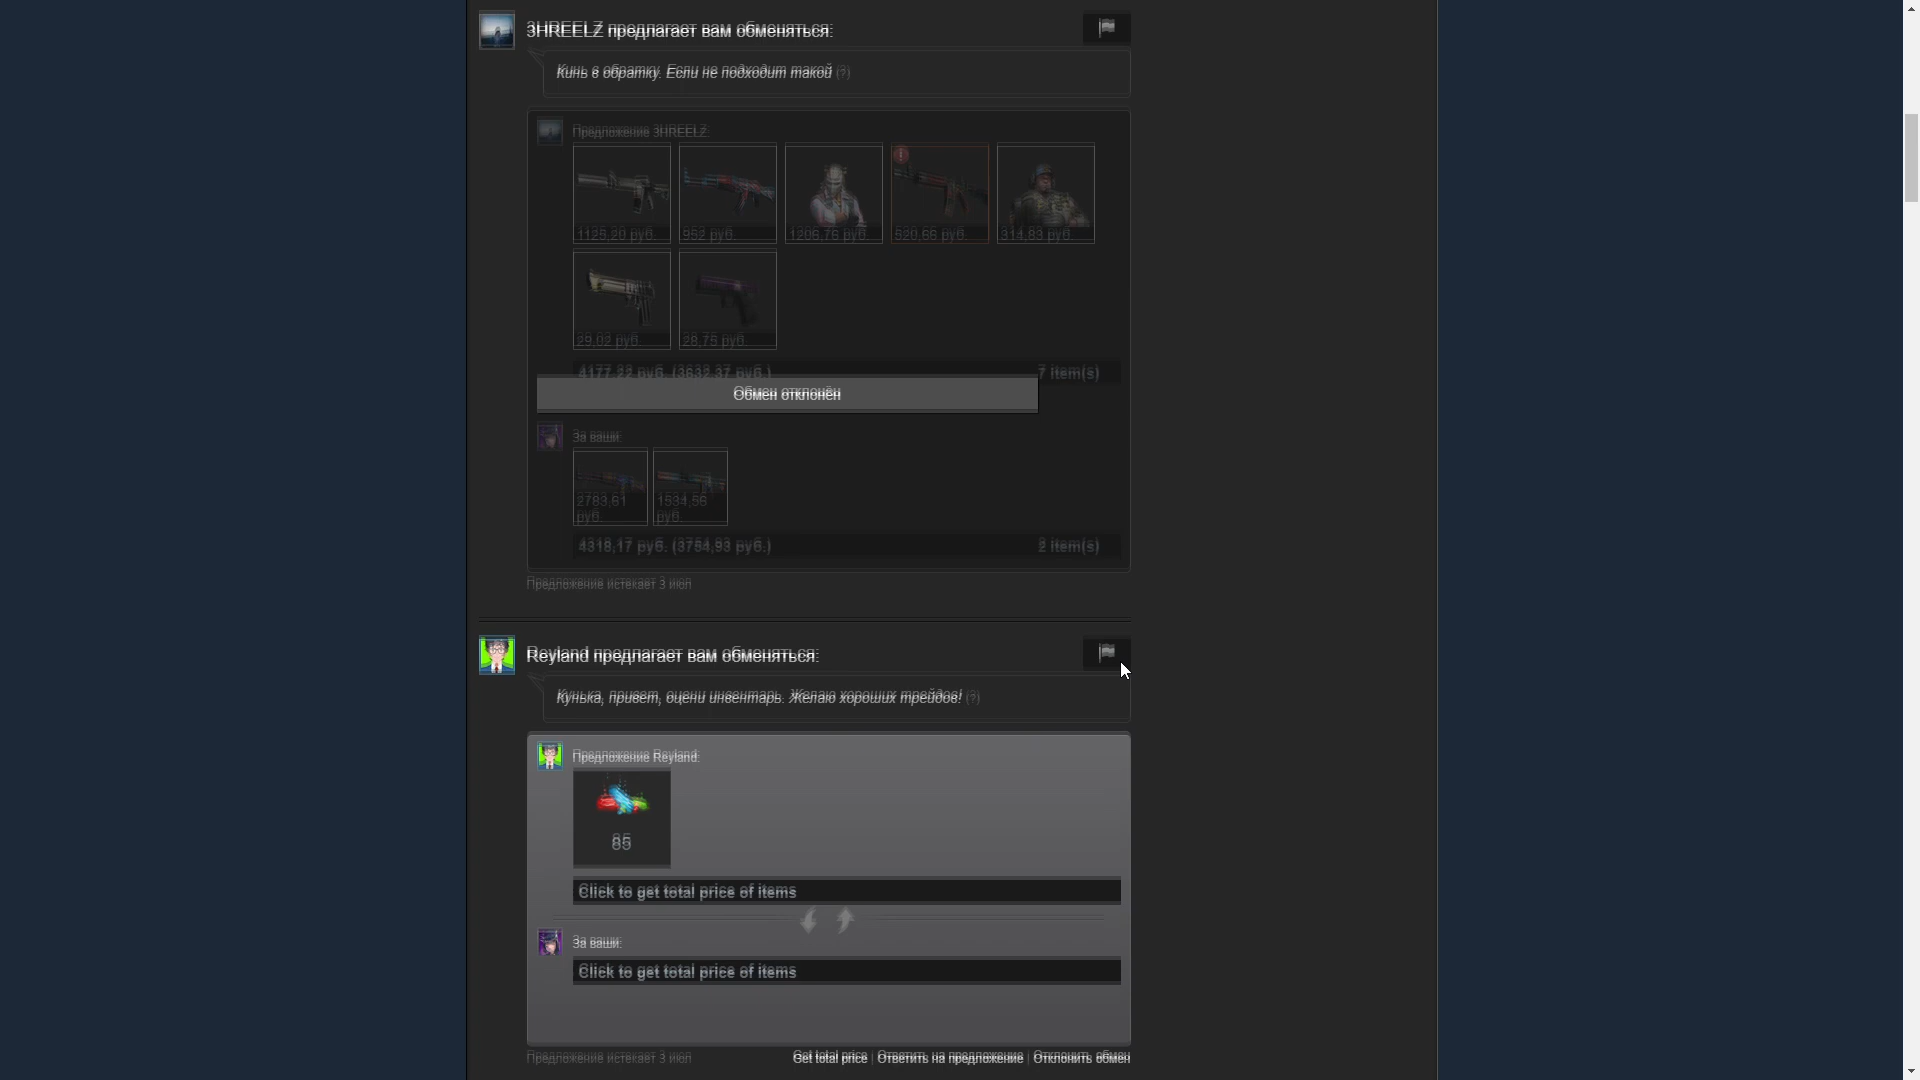 3HREELZ предлагает вам обменяться:
Кинь в обратку. Если не подходит такой (?)
Предложение 3HREELZ:
1125,20 руб. 952 руб. 1206,76 руб. 520,66 руб. 314,83 руб.
29,02 руб. 28,75 руб.
4177,22 руб. (3632,37 руб.) 7 item(s)
Обмен отклонён
За ваши:
2783,61 руб. 1534,56 руб.
4318,17 руб. (3754,93 руб.) 2 item(s)
Предложение истекает 3 июл
Reyland предлагает вам обменяться:
Кунька, привет, оцени инвентарь. Желаю хороших трейдов! (?)
Предложение Reyland:
85
Click to get total price of items
За ваши:
Click to get total price of items
Предложение истекает 3 июл Get total price | Ответить на предложение | Отклонить обмен